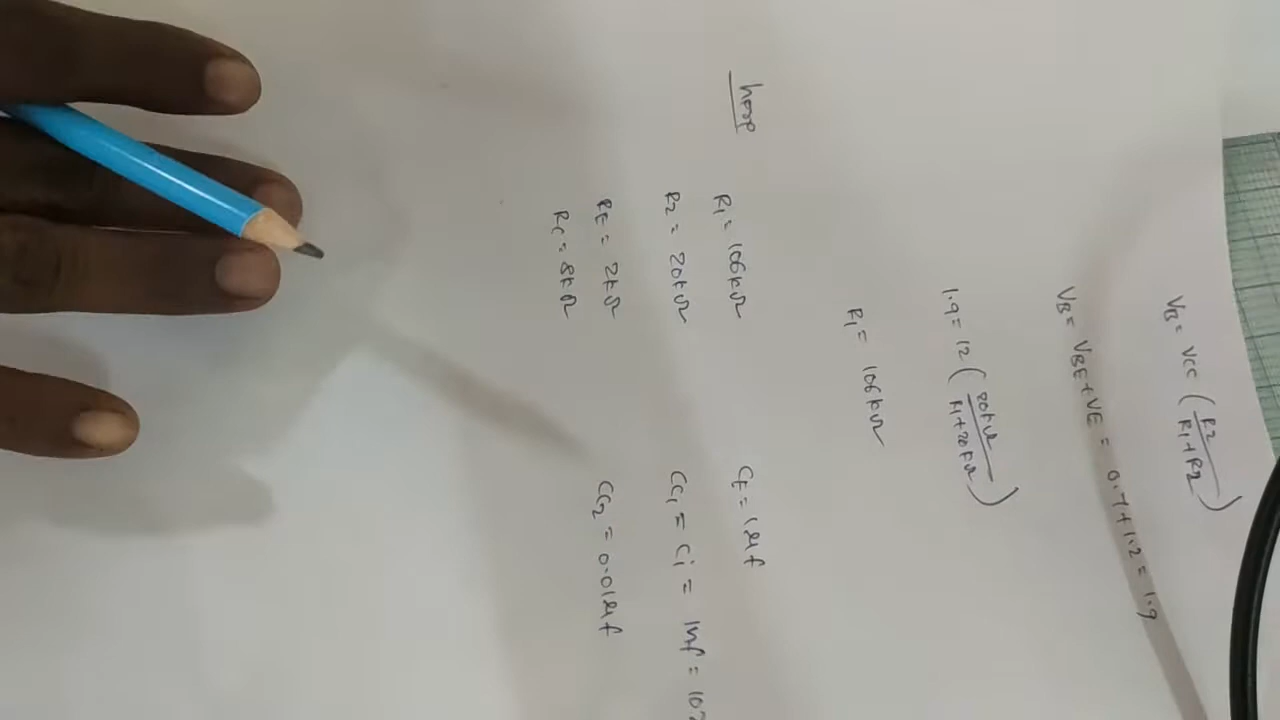 VB = VCC (R2 / R1+R2)
VB = VBE+VE = 0.7+1.2 = 1.9
1.9 = 12 (20kΩ / R1+20kΩ)
R1 = 106kΩ
R1 = 106kΩ CE = 1μf
R2 = 20kΩ CC1 = Ci = 1nf = 102
RE = 2kΩ CC2 = 0.01μf
RC = 8kΩ